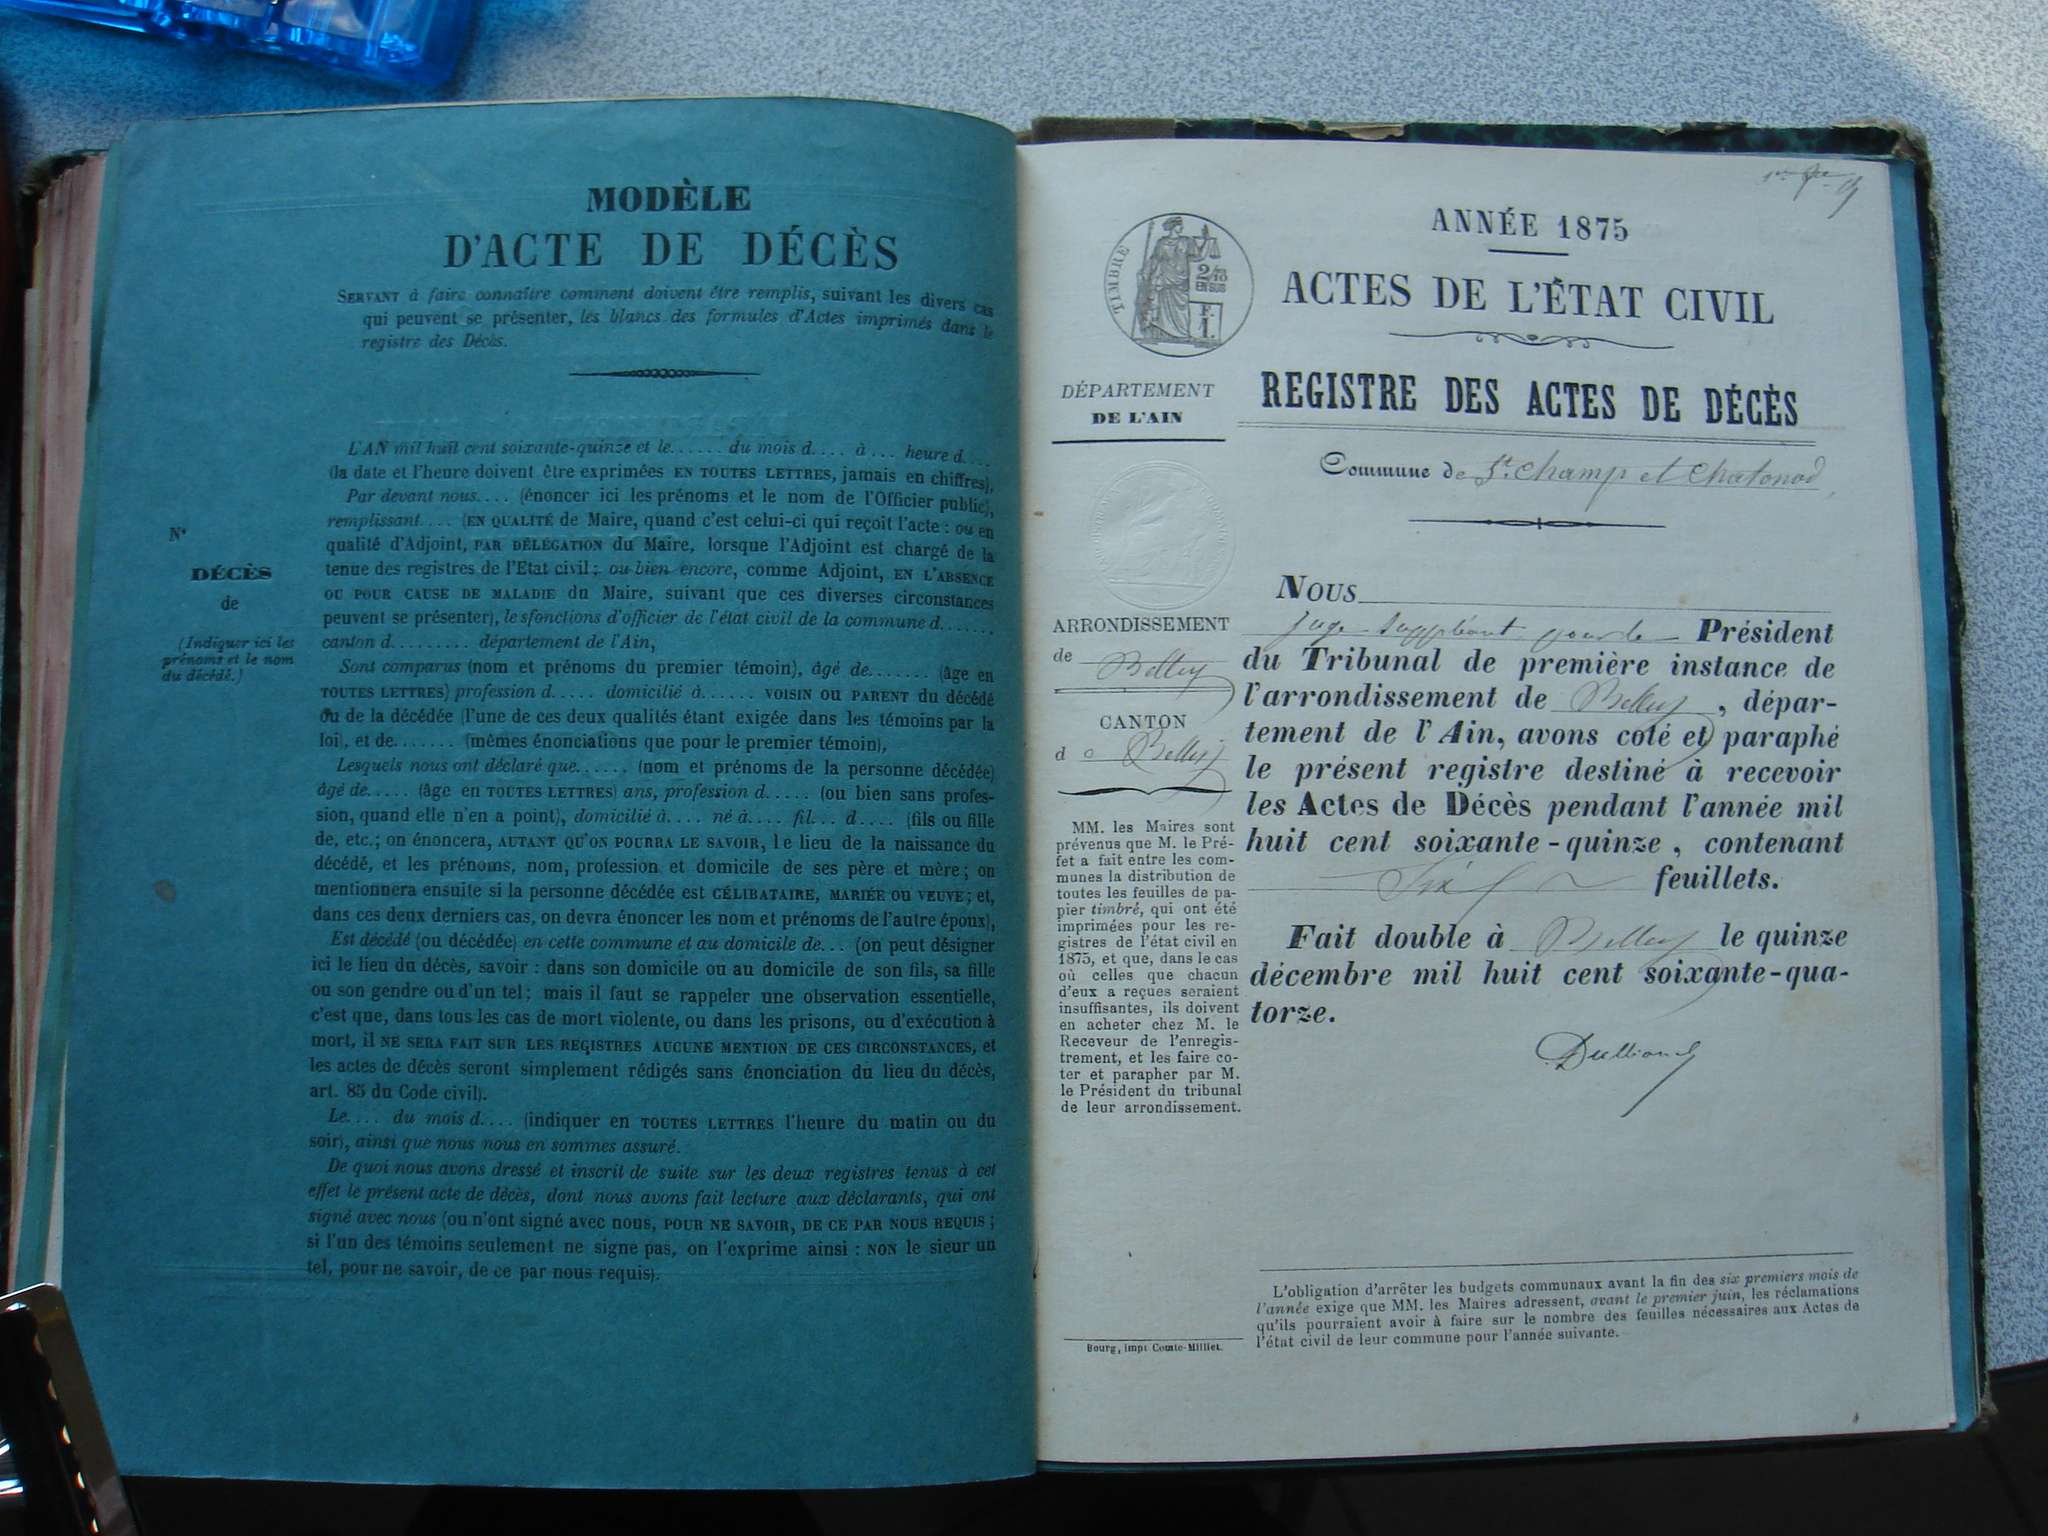 MODÈLE
D'ACTE DE DÉCÈS
SERVANT à faire connaître comment doivent être remplis, suivant les divers cas
qui peuvent se présenter, les blancs des formules d'Actes imprimés dans le
registre des Décès.
L'AN mil huit cent soixante-quinze et le...... du mois d.... à ... heure d....
(la date et l'heure doivent être exprimées EN TOUTES LETTRES, jamais en chiffres),
Par devant nous.... (énoncer ici les prénoms et le nom de l'Officier public),
remplissant.... (EN QUALITÉ de Maire, quand c'est celui-ci qui reçoit l'acte : ou en
qualité d'Adjoint, PAR DÉLÉGATION du Maire, lorsque l'Adjoint est chargé de la
tenue des registres de l'Etat civil ; ou bien encore, comme Adjoint, EN L'ABSENCE
OU POUR CAUSE DE MALADIE du Maire, suivant que ces diverses circonstances
peuvent se présenter), le sfonctions d'officier de l'état civil de la commune d.......
canton d......... département de l'Ain,
Sont comparus (nom et prénoms du premier témoin), âgé de....... (âge en
TOUTES LETTRES) profession d..... domicilié à...... VOISIN OU PARENT du décédé
ou de la décédée (l'une de ces deux qualités étant exigée dans les témoins par la
loi), et de....... (mêmes énonciations que pour le premier témoin),
Lesquels nous ont déclaré que...... (nom et prénoms de la personne décédée)
âgé de..... (âge en TOUTES LETTRES) ans, profession d..... (ou bien sans profes-
sion, quand elle n'en a point), domicilié à.... né à.... fil... d.... (fils ou fille
de, etc.; on énoncera, AUTANT QU'ON POURRA LE SAVOIR, le lieu de la naissance du
décédé, et les prénoms, nom, profession et domicile de ses père et mère ; on
mentionnera ensuite si la personne décédée est CÉLIBATAIRE, MARIÉE OU VEUVE ; et,
dans ces deux derniers cas, on devra énoncer les nom et prénoms de l'autre époux),
Est décédé (ou décédée) en cette commune et au domicile de... (on peut désigner
ici le lieu du décès, savoir : dans son domicile ou au domicile de son fils, sa fille
ou son gendre ou d'un tel ; mais il faut se rappeler une observation essentielle,
c'est que, dans tous les cas de mort violente, ou dans les prisons, ou d'exécution à
mort, il NE SERA FAIT SUR LES REGISTRES AUCUNE MENTION DE CES CIRCONSTANCES, et
les actes de décès seront simplement rédigés sans énonciation du lieu du décès,
art. 85 du Code civil).
Le.... du mois d.... (indiquer en TOUTES LETTRES l'heure du matin ou du
soir), ainsi que nous nous en sommes assuré.
De quoi nous avons dressé et inscrit de suite sur les deux registres tenus à cet
effet le présent acte de décès, dont nous avons fait lecture aux déclarants, qui ont
signé avec nous (ou n'ont signé avec nous, POUR NE SAVOIR, DE CE PAR NOUS REQUIS ;
si l'un des témoins seulement ne signe pas, on l'exprime ainsi : NON le sieur un
tel, pour ne savoir, de ce par nous requis).
N°
DÉCÈS
de
(Indiquer ici les
prénoms et le nom
du décédé.)
TIMBRE
2/10
EN SUS
F.
1.
ANNÉE 1875
ACTES DE L'ÉTAT CIVIL
REGISTRE DES ACTES DE DÉCÈS
Commune de St. Champ et Chatonod
DÉPARTEMENT
DE L'AIN
ARRONDISSEMENT
de Belley
CANTON
de Belley
MM. les Maires sont
prévenus que M. le Pré-
fet a fait entre les com-
munes la distribution de
toutes les feuilles de pa-
pier timbré, qui ont été
imprimées pour les re-
gistres de l'état civil en
1875, et que, dans le cas
où celles que chacun
d'eux a reçues seraient
insuffisantes, ils doivent
en acheter chez M. le
Receveur de l'enregis-
trement, et les faire co-
ter et parapher par M.
le Président du tribunal
de leur arrondissement.
Bourg, impr Comte-Milliet.
NOUS
juge Suppléant pour le Président
du Tribunal de première instance de
l'arrondissement de Belley, dépar-
tement de l'Ain, avons coté et paraphé
le présent registre destiné à recevoir
les Actes de Décès pendant l'année mil
huit cent soixante-quinze, contenant
Six feuillets.
Fait double à Belley le quinze
décembre mil huit cent soixante-qua-
torze.
L'obligation d'arrêter les budgets communaux avant la fin des six premiers mois de
l'année exige que MM. les Maires adressent, avant le premier juin, les réclamations
qu'ils pourraient avoir à faire sur le nombre des feuilles nécessaires aux Actes de
l'état civil de leur commune pour l'année suivante.